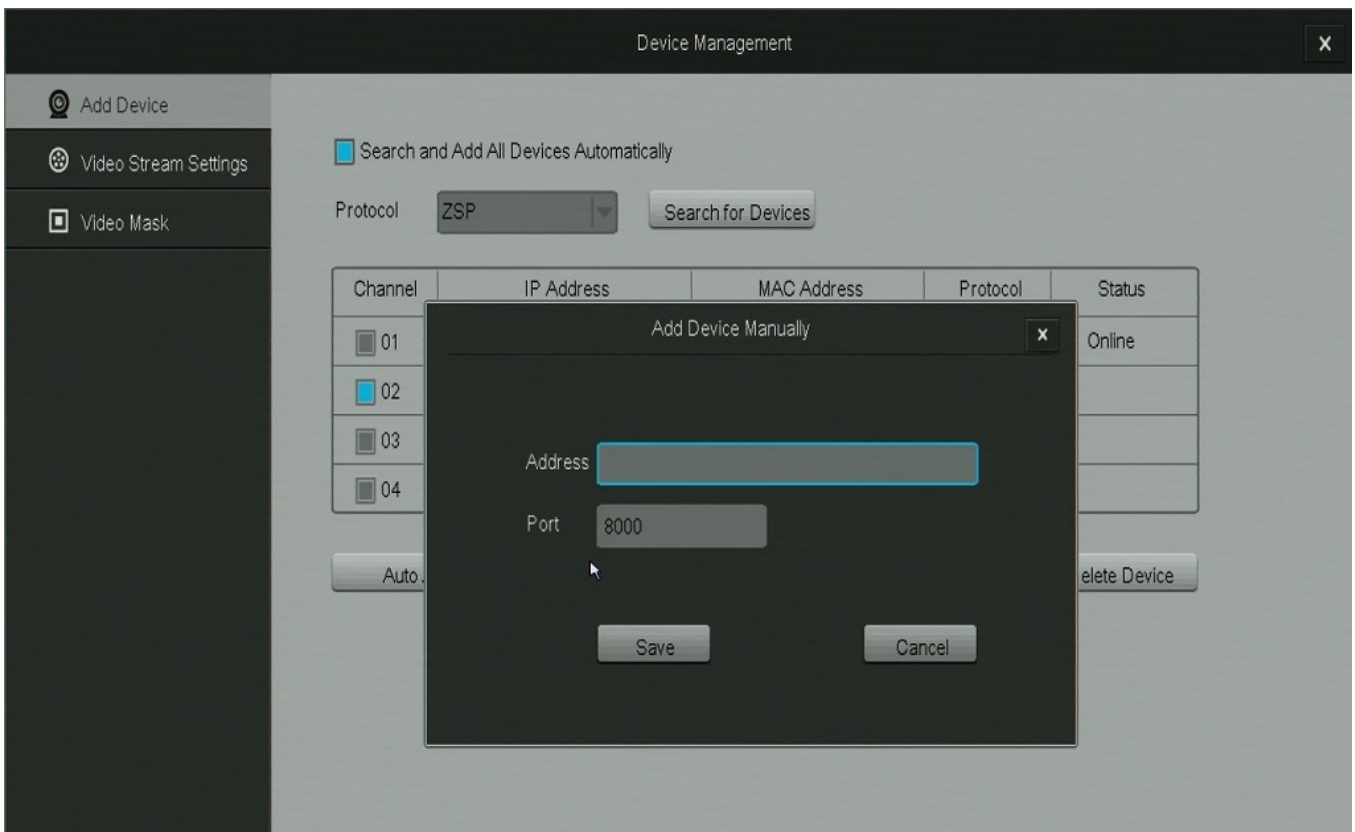 Device Management
x
Add Device
Video Stream Settings
Video Mask
Search and Add All Devices Automatically
Protocol ZSP Search for Devices
Channel IP Address MAC Address Protocol Status
Add Device Manually x
01 Online
02
03
04
Address
Port 8000
Auto
elete Device
Save Cancel